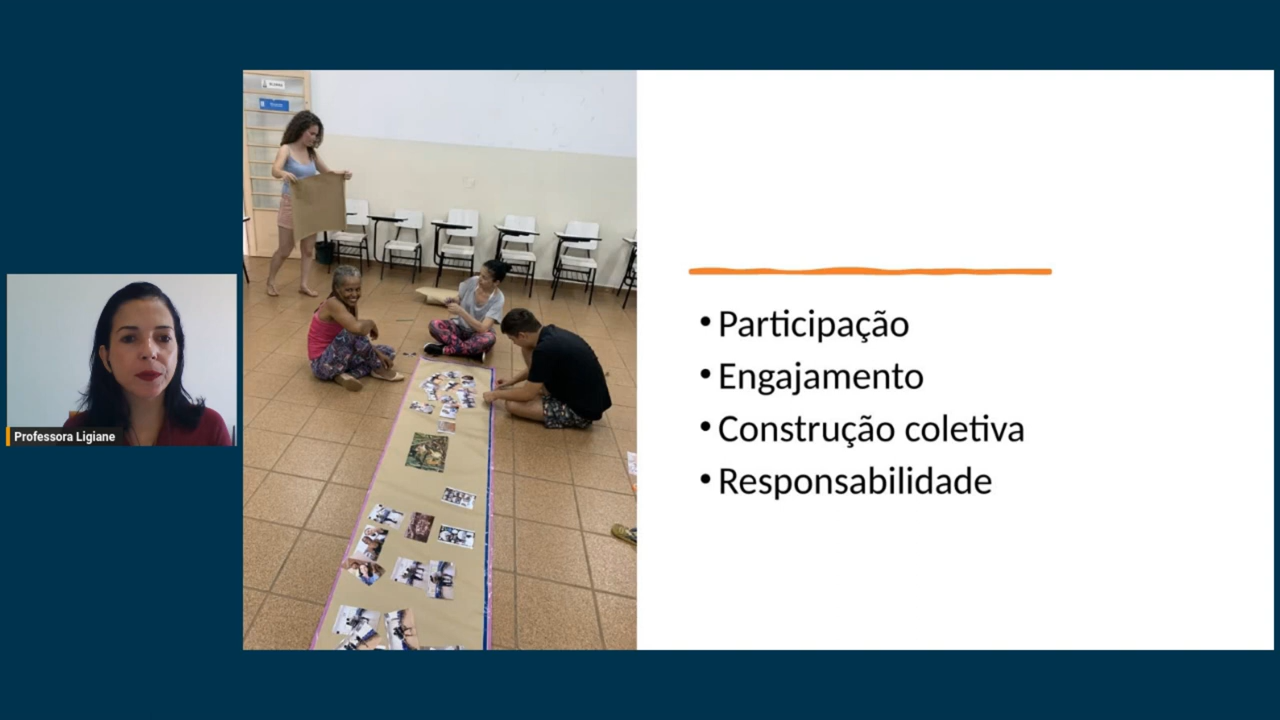 Professora Ligiane
• Participação
• Engajamento
• Construção coletiva
• Responsabilidade